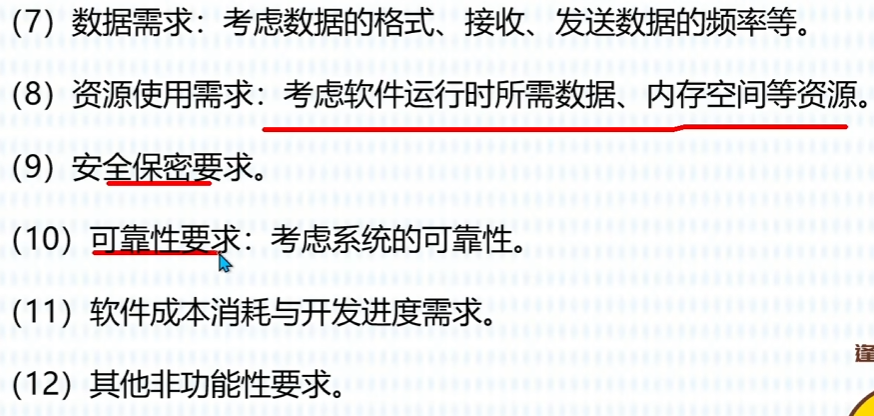 (7) 数据需求：考虑数据的格式、接收、发送数据的频率等。
(8) 资源使用需求：考虑软件运行时所需数据、内存空间等资源。
(9) 安全保密要求。
(10) 可靠性要求：考虑系统的可靠性。
(11) 软件成本消耗与开发进度需求。
(12) 其他非功能性要求。